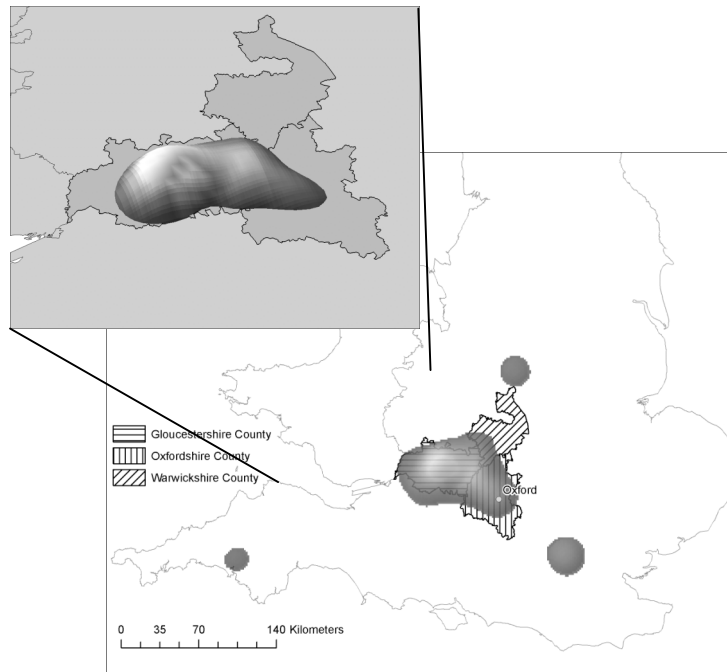 Gloucestershire County
Oxfordshire County
Warwickshire County
Oxford
0 35 70 140 Kilometers